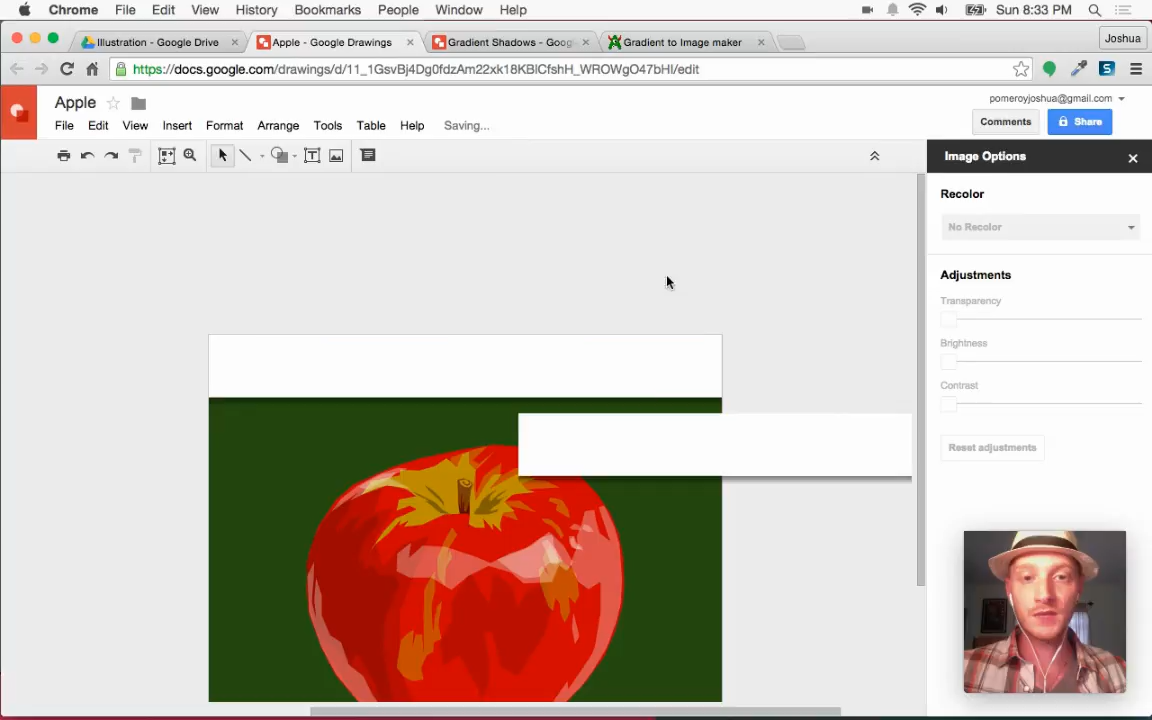 Chrome File Edit View History Bookmarks People Window Help Sun 8:33 PM
Illustration - Google Drive Apple - Google Drawings Gradient Shadows - Goog Gradient to Image maker Joshua
https://docs.google.com/drawings/d/11_1GsvBj4Dg0fdzAm22xk18KBlCfshH_WROWgO47bHI/edit
Apple pomeroyjoshua@gmail.com
File Edit View Insert Format Arrange Tools Table Help Saving... Comments Share
Image Options
Recolor
No Recolor
Adjustments
Transparency
Brightness
Contrast
Reset adjustments